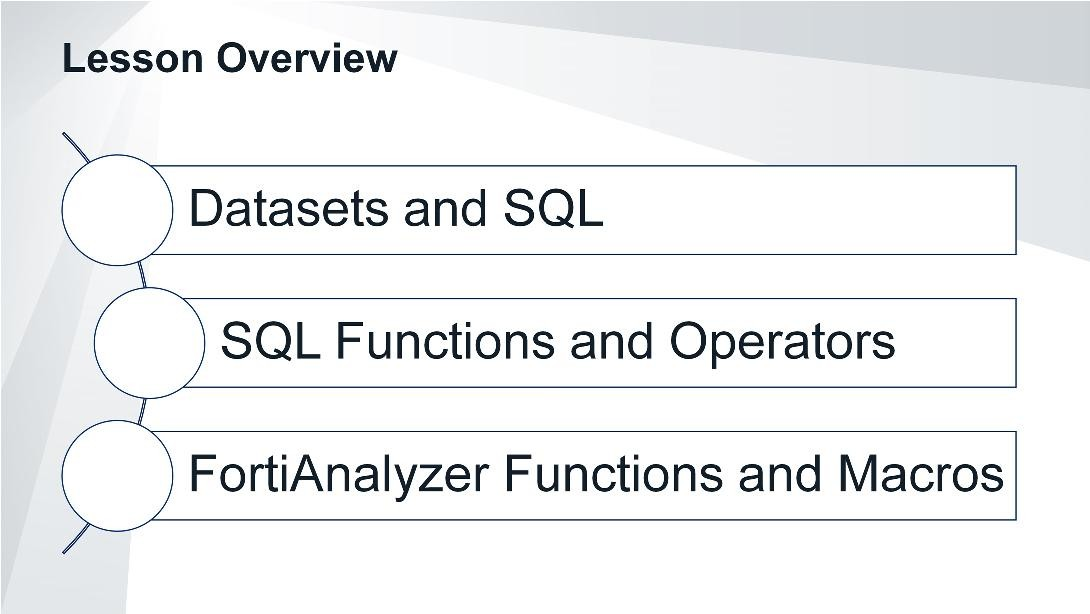 Lesson Overview
Datasets and SQL
SQL Functions and Operators
FortiAnalyzer Functions and Macros